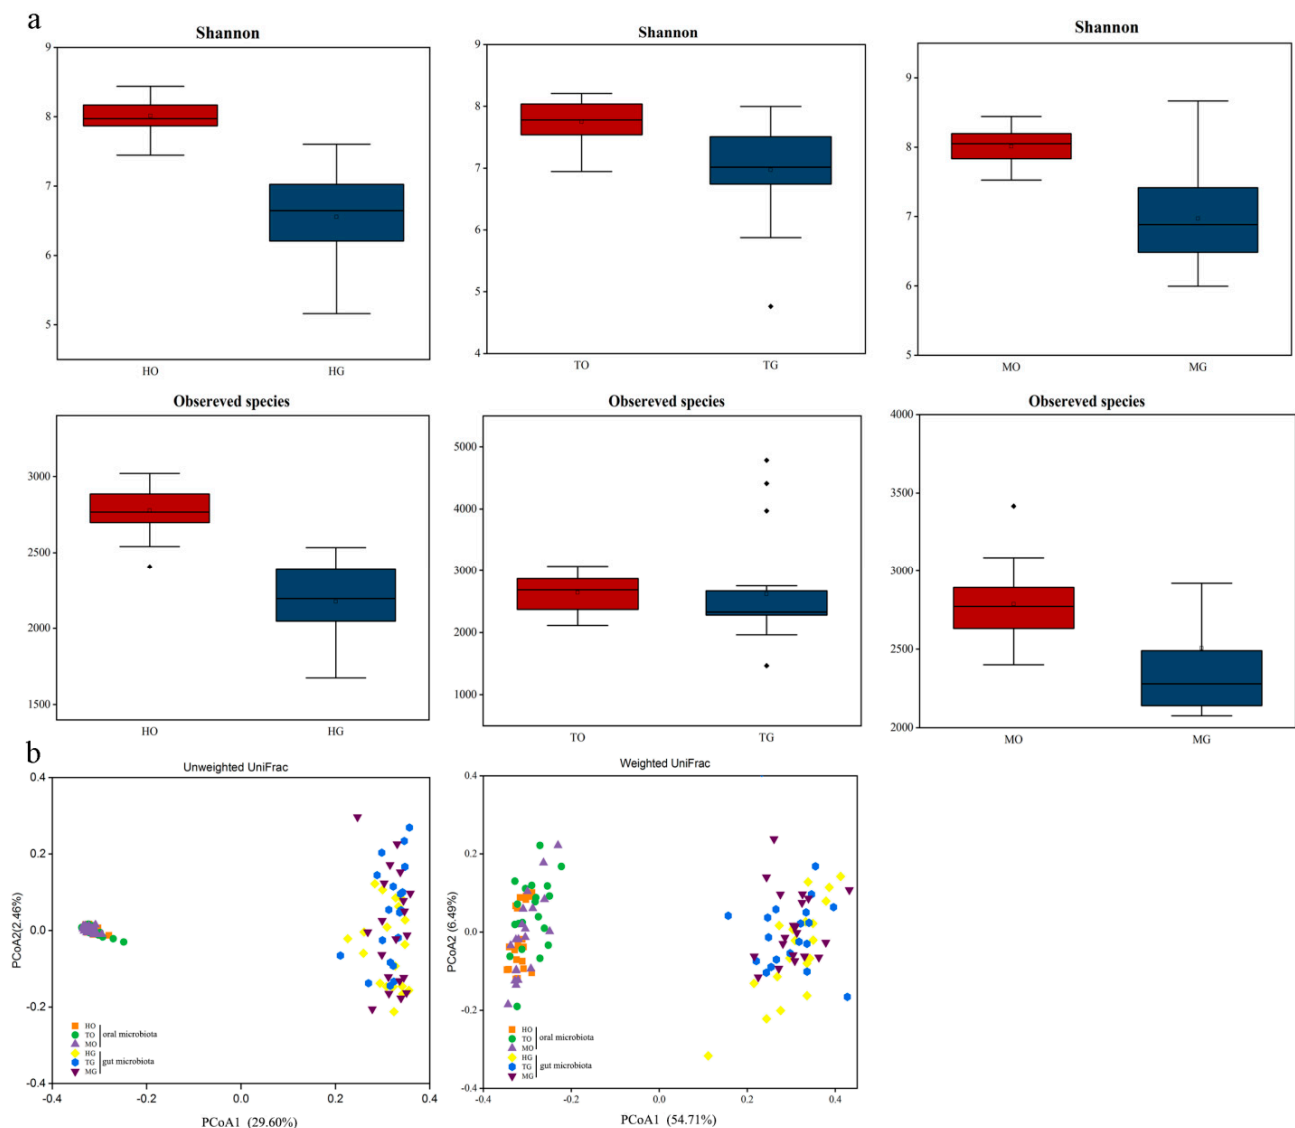 a
Shannon
9
8
7
6
5
HO
HG
Shannon
9
8
7
6
5
4
TO
TG
Shannon
9
8
7
6
5
MO
MG
Obsereved species
3000
2500
2000
1500
HO
HG
Obsereved species
5000
4000
3000
2000
1000
TO
TG
Obsereved species
4000
3500
3000
2500
2000
MO
MG
b
Unweighted UniFrac
PCoA2(2.46%)
0.4
0.2
0.0
-0.2
-0.4
HO
TO
MO
oral microbiota
HG
TG
MG
gut microbiota
-0.4
-0.2
0.0
0.2
0.4
PCoA1 (29.60%)
Weighted UniFrac
PCoA2 (6.49%)
0.4
0.2
0.0
-0.2
-0.4
HO
TO
MO
oral microbiota
HG
TG
MG
gut microbiota
-0.4
-0.2
0.0
0.2
0.4
PCoA1 (54.71%)